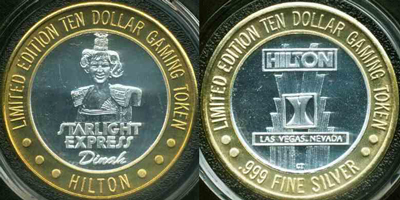 LIMITED EDITION TEN DOLLAR GAMING TOKEN
STARLIGHT
EXPRESS
Dinah
HILTON
LIMITED EDITION TEN DOLLAR GAMING TOKEN
HILTON
LAS VEGAS, NEVADA
.999 FINE SILVER